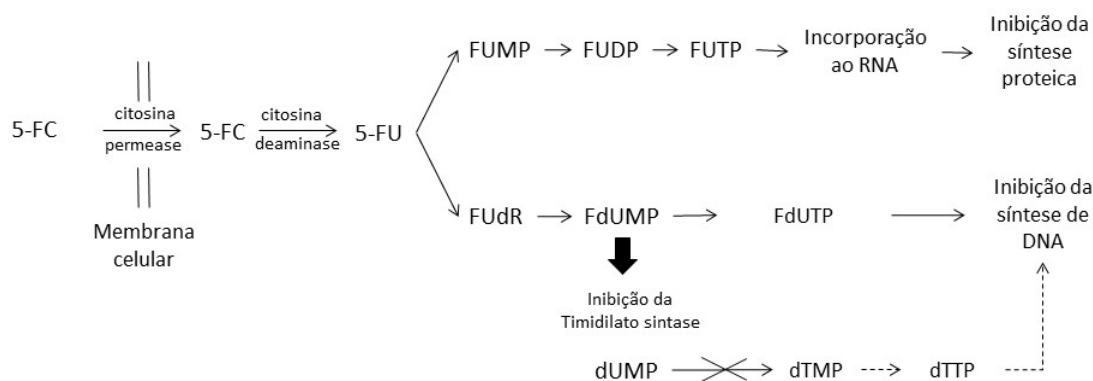 FUMP
FUDP
FUTP
Incorporação
ao RNA
Inibição da
síntese
proteica
5-FC
citosina
permease
5-FC
citosina
deaminase
5-FU
Membrana
celular
FUdR
FdUMP
FdUTP
Inibição da
síntese de
DNA
Inibição da
Timidilato sintase
dUMP
dTMP
dTTP